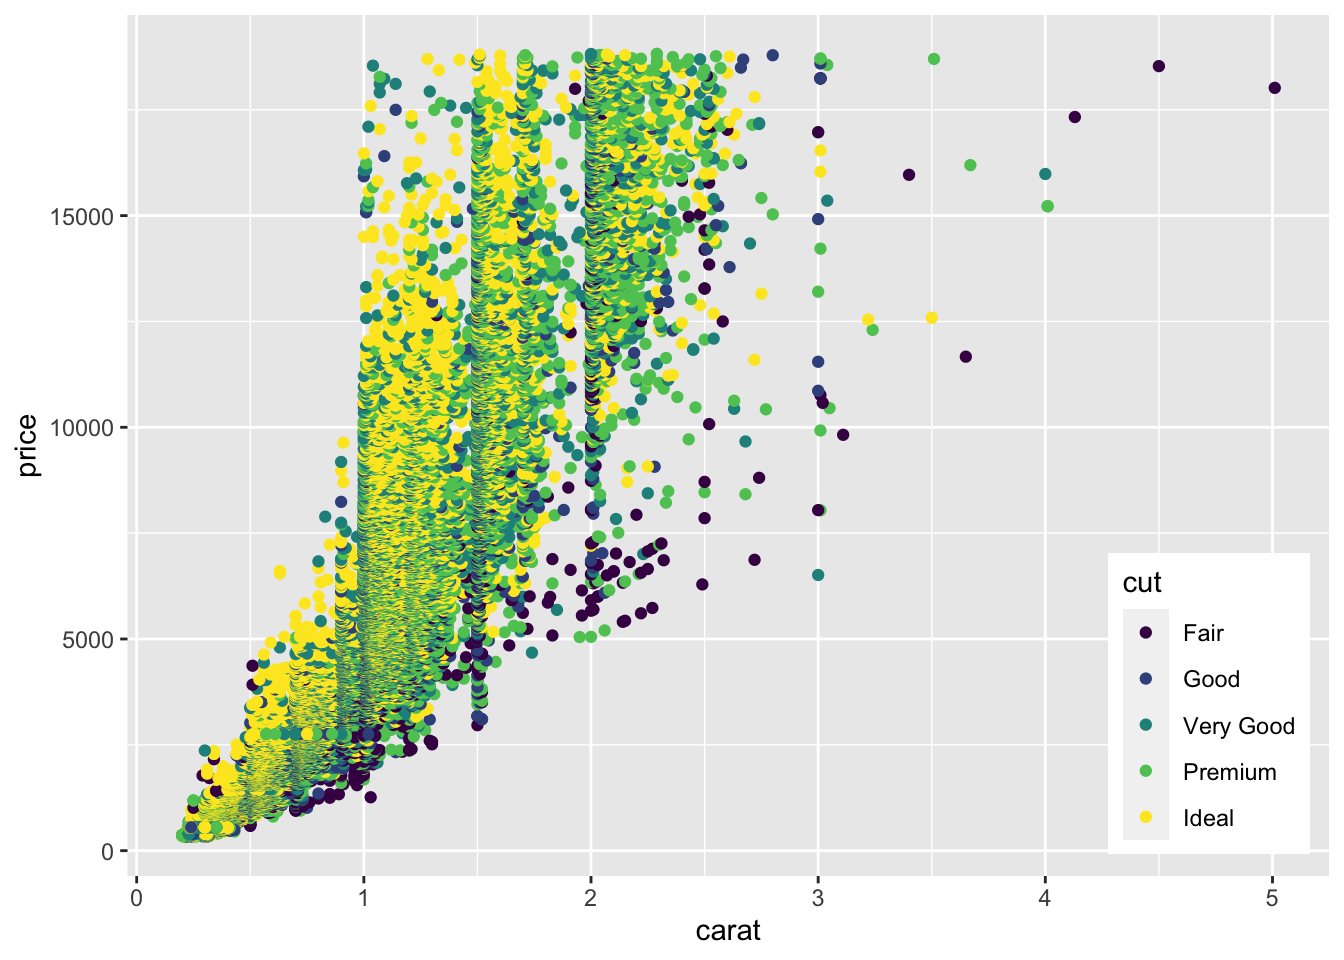 price
15000
10000
5000
0
0 1 2 3 4 5
carat
cut
Fair
Good
Very Good
Premium
Ideal